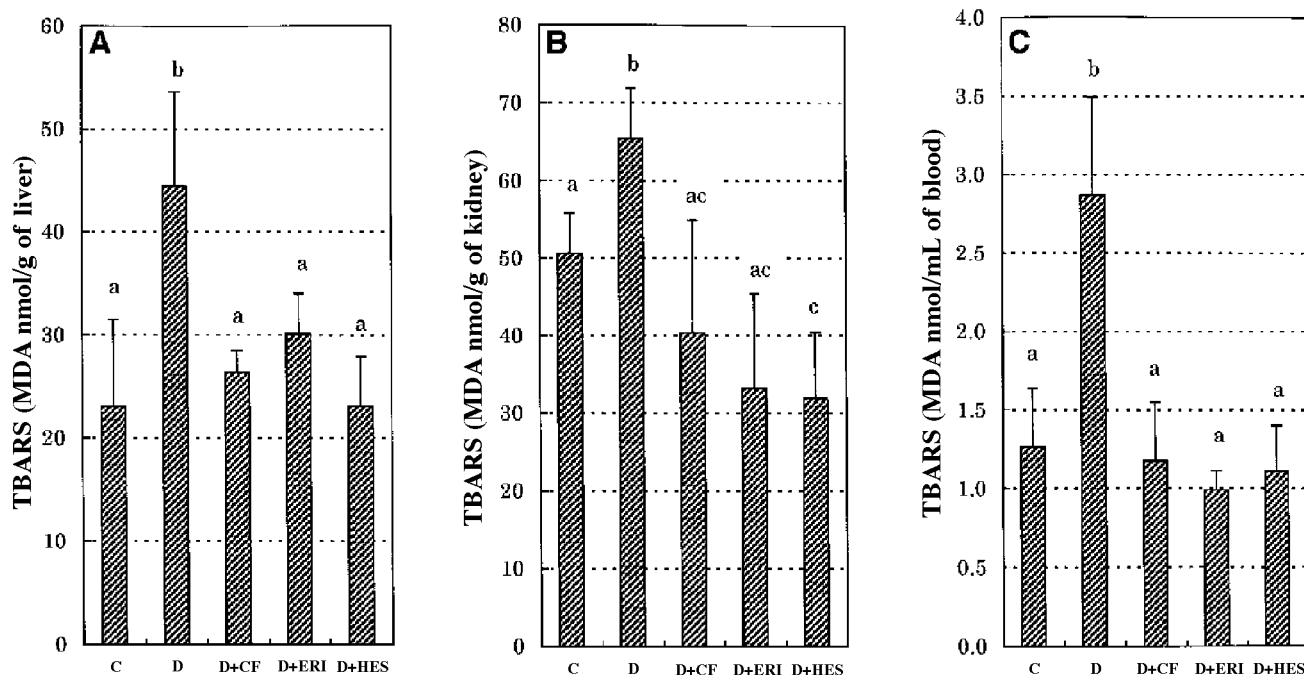 A
TBARS (MDA nmol/g of liver)
60
50
40
30
20
10
0
a
b
a
a
a
C D D+CF D+ERI D+HES
B
TBARS (MDA nmol/g of kidney)
80
70
60
50
40
30
20
10
0
a
b
ac
ac
c
C D D+CF D+ERI D+HES
C
TBARS (MDA nmol/mL of blood)
4.0
3.5
3.0
2.5
2.0
1.5
1.0
0.5
0.0
a
b
a
a
a
C D D+CF D+ERI D+HES